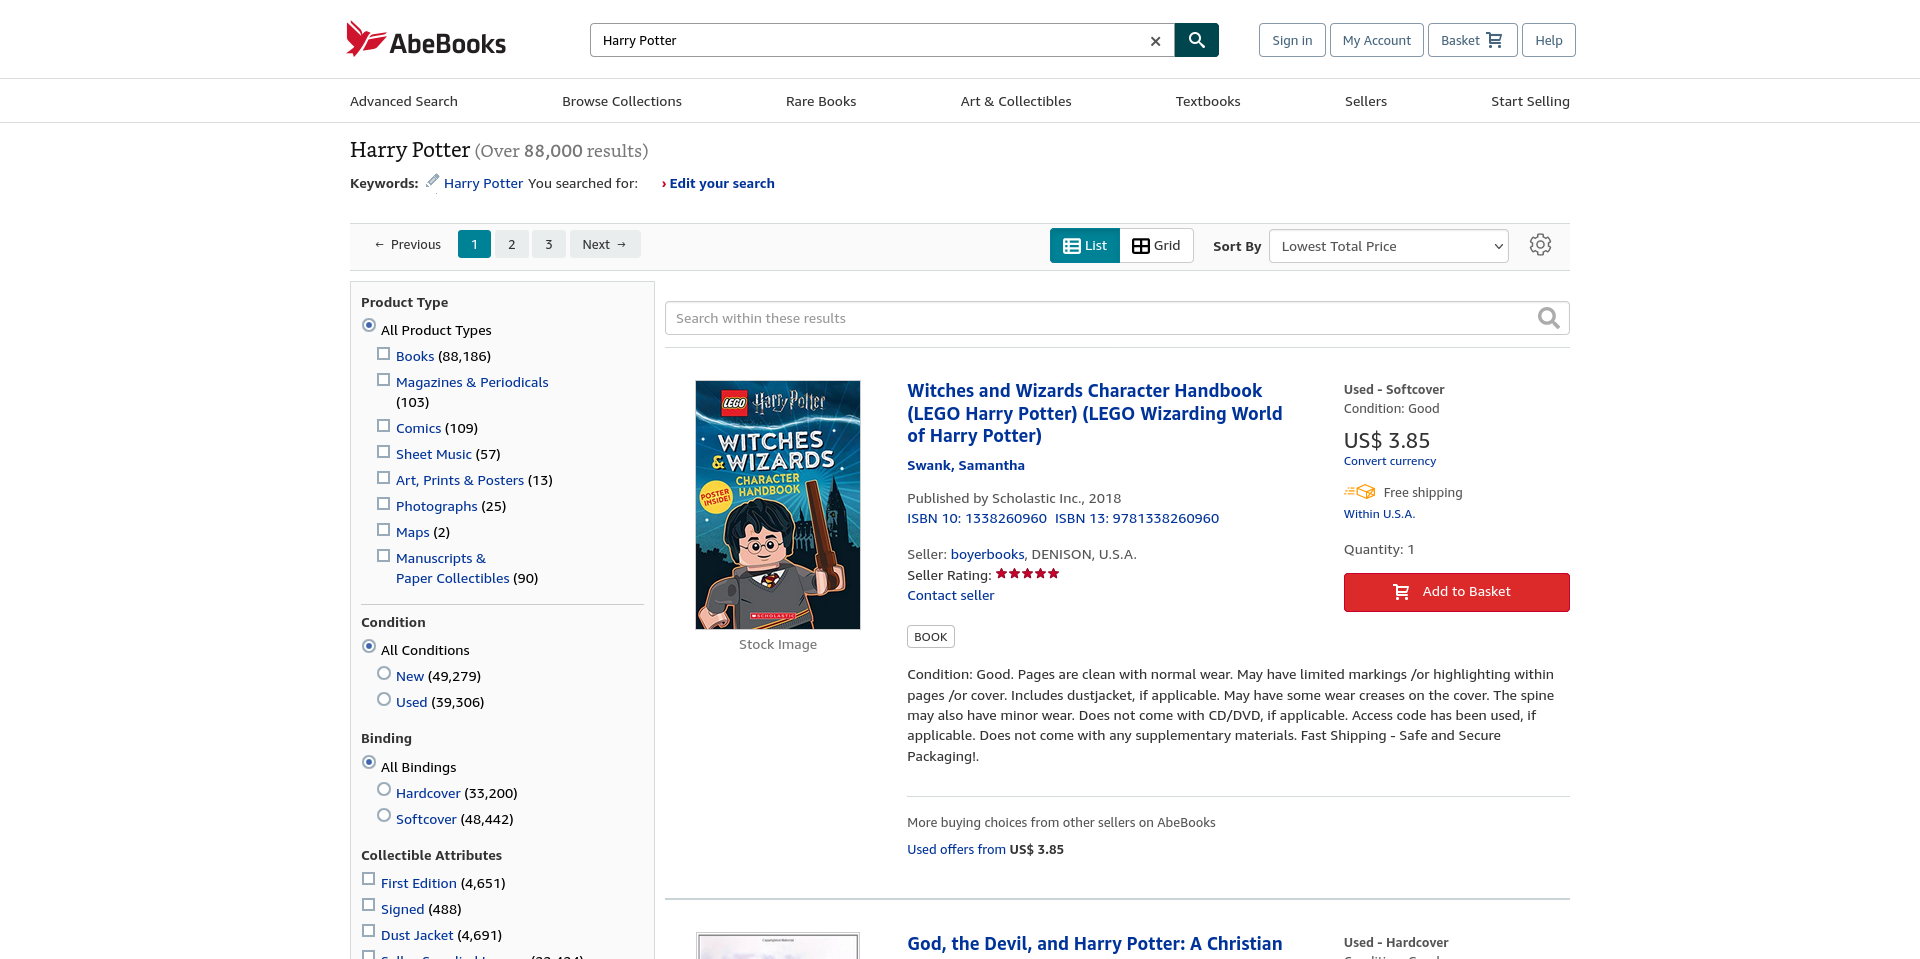 AbeBooks
Harry Potter
Sign in
My Account
Basket
Help
Advanced Search
Browse Collections
Rare Books
Art & Collectibles
Textbooks
Sellers
Start Selling
Harry Potter (Over 88,000 results)
Keywords: Harry Potter You searched for: › Edit your search
← Previous 1 2 3 Next →
List Grid Sort By Lowest Total Price
Product Type
All Product Types
Books (88,186)
Magazines & Periodicals
(103)
Comics (109)
Sheet Music (57)
Art, Prints & Posters (13)
Photographs (25)
Maps (2)
Manuscripts &
Paper Collectibles (90)
Condition
All Conditions
New (49,279)
Used (39,306)
Binding
All Bindings
Hardcover (33,200)
Softcover (48,442)
Collectible Attributes
First Edition (4,651)
Signed (488)
Dust Jacket (4,691)
Search within these results
LEGO Harry Potter
WITCHES
& WIZARDS
CHARACTER
HANDBOOK
POSTER
INSIDE!
SCHOLASTIC
Stock Image
Witches and Wizards Character Handbook
(LEGO Harry Potter) (LEGO Wizarding World
of Harry Potter)
Swank, Samantha
Published by Scholastic Inc., 2018
ISBN 10: 1338260960 ISBN 13: 9781338260960
Seller: boyerbooks, DENISON, U.S.A.
Seller Rating:
Contact seller
BOOK
Condition: Good. Pages are clean with normal wear. May have limited markings /or highlighting within
pages /or cover. Includes dustjacket, if applicable. May have some wear creases on the cover. The spine
may also have minor wear. Does not come with CD/DVD, if applicable. Access code has been used, if
applicable. Does not come with any supplementary materials. Fast Shipping - Safe and Secure
Packaging!.
Used - Softcover
Condition: Good
US$ 3.85
Convert currency
Free shipping
Within U.S.A.
Quantity: 1
Add to Basket
More buying choices from other sellers on AbeBooks
Used offers from US$ 3.85
God, the Devil, and Harry Potter: A Christian
Used - Hardcover